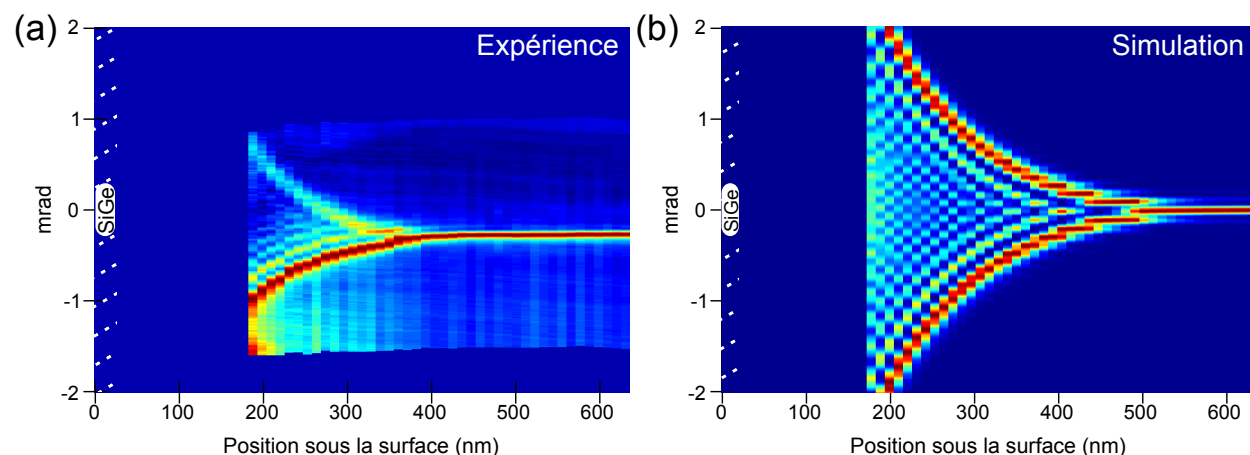 (a)
Expérience
2
1
0
-1
-2
mrad
SiGe
0 100 200 300 400 500 600
Position sous la surface (nm)
(b)
Simulation
2
1
0
-1
-2
mrad
SiGe
0 100 200 300 400 500 600
Position sous la surface (nm)